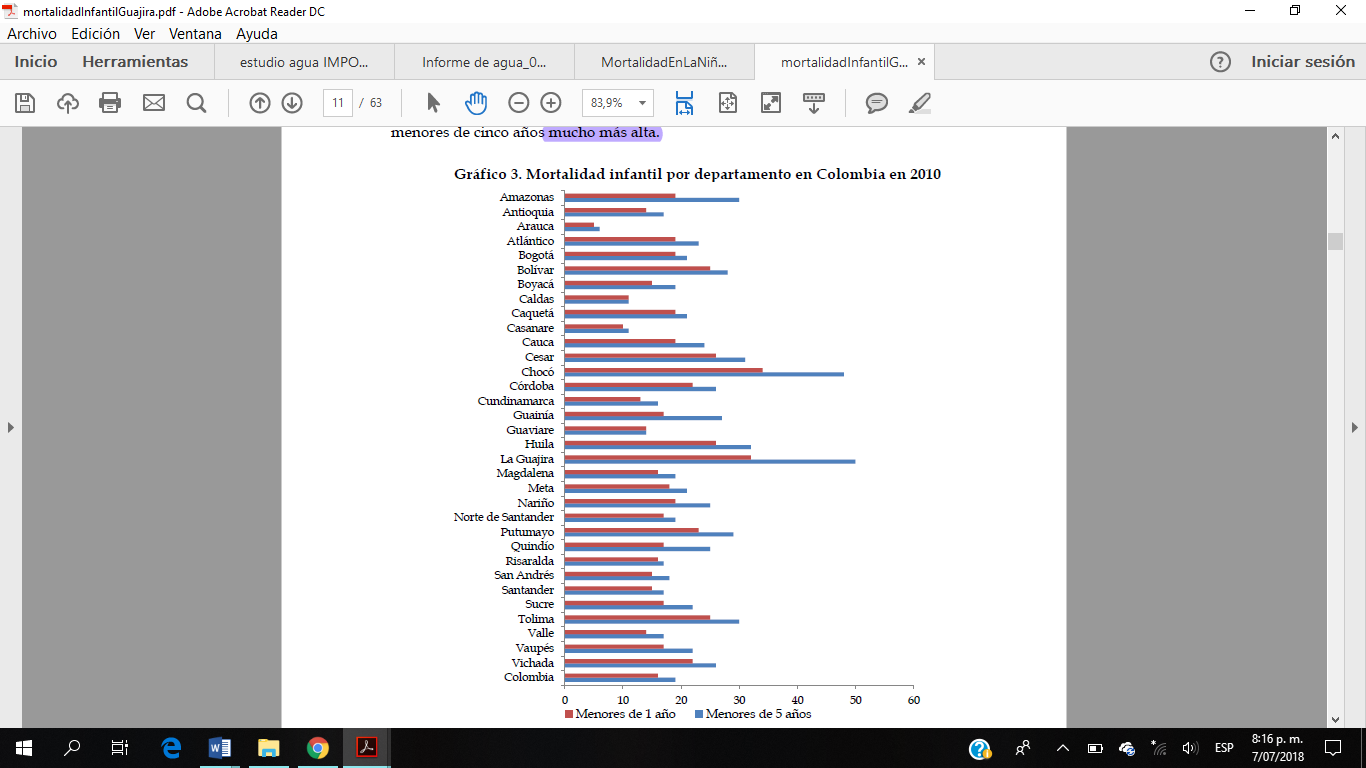 mortalidadInfantilGuajira.pdf - Adobe Acrobat Reader DC
Archivo Edición Ver Ventana Ayuda
Inicio Herramientas estudio agua IMPO... Informe de agua_0... MortalidadEnLaNiñ... mortalidadInfantilG... × Iniciar sesión
11 / 63 83,9%
menores de cinco años mucho más alta.
Gráfico 3. Mortalidad infantil por departamento en Colombia en 2010
Amazonas
Antioquia
Arauca
Atlántico
Bogotá
Bolívar
Boyacá
Caldas
Caquetá
Casanare
Cauca
Cesar
Chocó
Córdoba
Cundinamarca
Guainía
Guaviare
Huila
La Guajira
Magdalena
Meta
Nariño
Norte de Santander
Putumayo
Quindío
Risaralda
San Andrés
Santander
Sucre
Tolima
Valle
Vaupés
Vichada
Colombia
0 10 20 30 40 50 60
Menores de 1 año Menores de 5 años
ESP
8:16 p. m.
7/07/2018